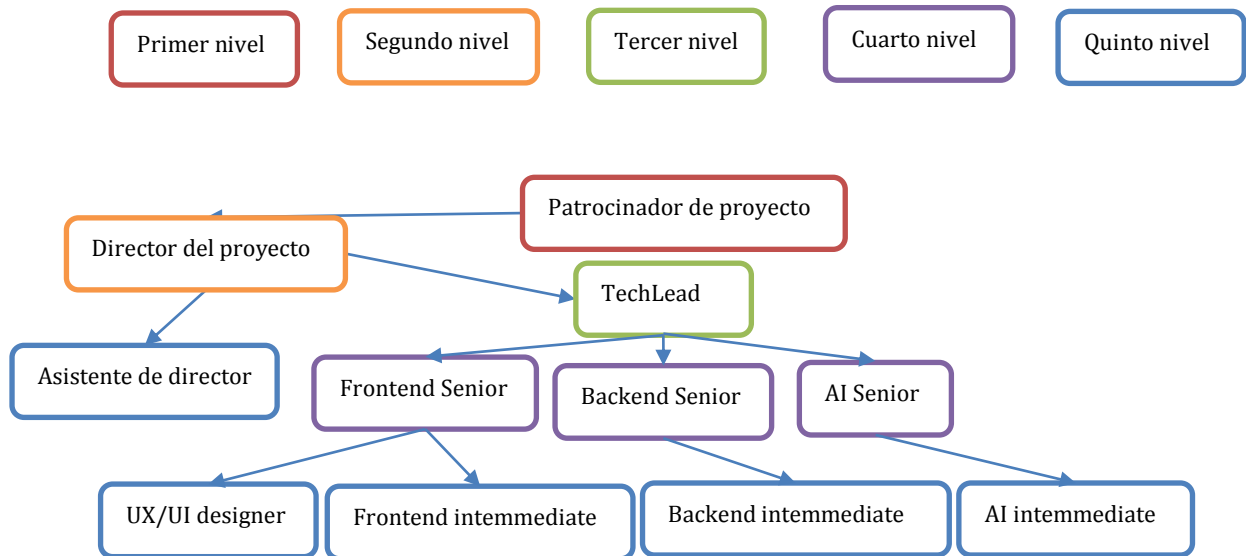 Primer nivel
Segundo nivel
Tercer nivel
Cuarto nivel
Quinto nivel
Patrocinador de proyecto
Director del proyecto
TechLead
Asistente de director
Frontend Senior
Backend Senior
AI Senior
UX/UI designer
Frontend intemmediate
Backend intemmediate
AI intemmediate